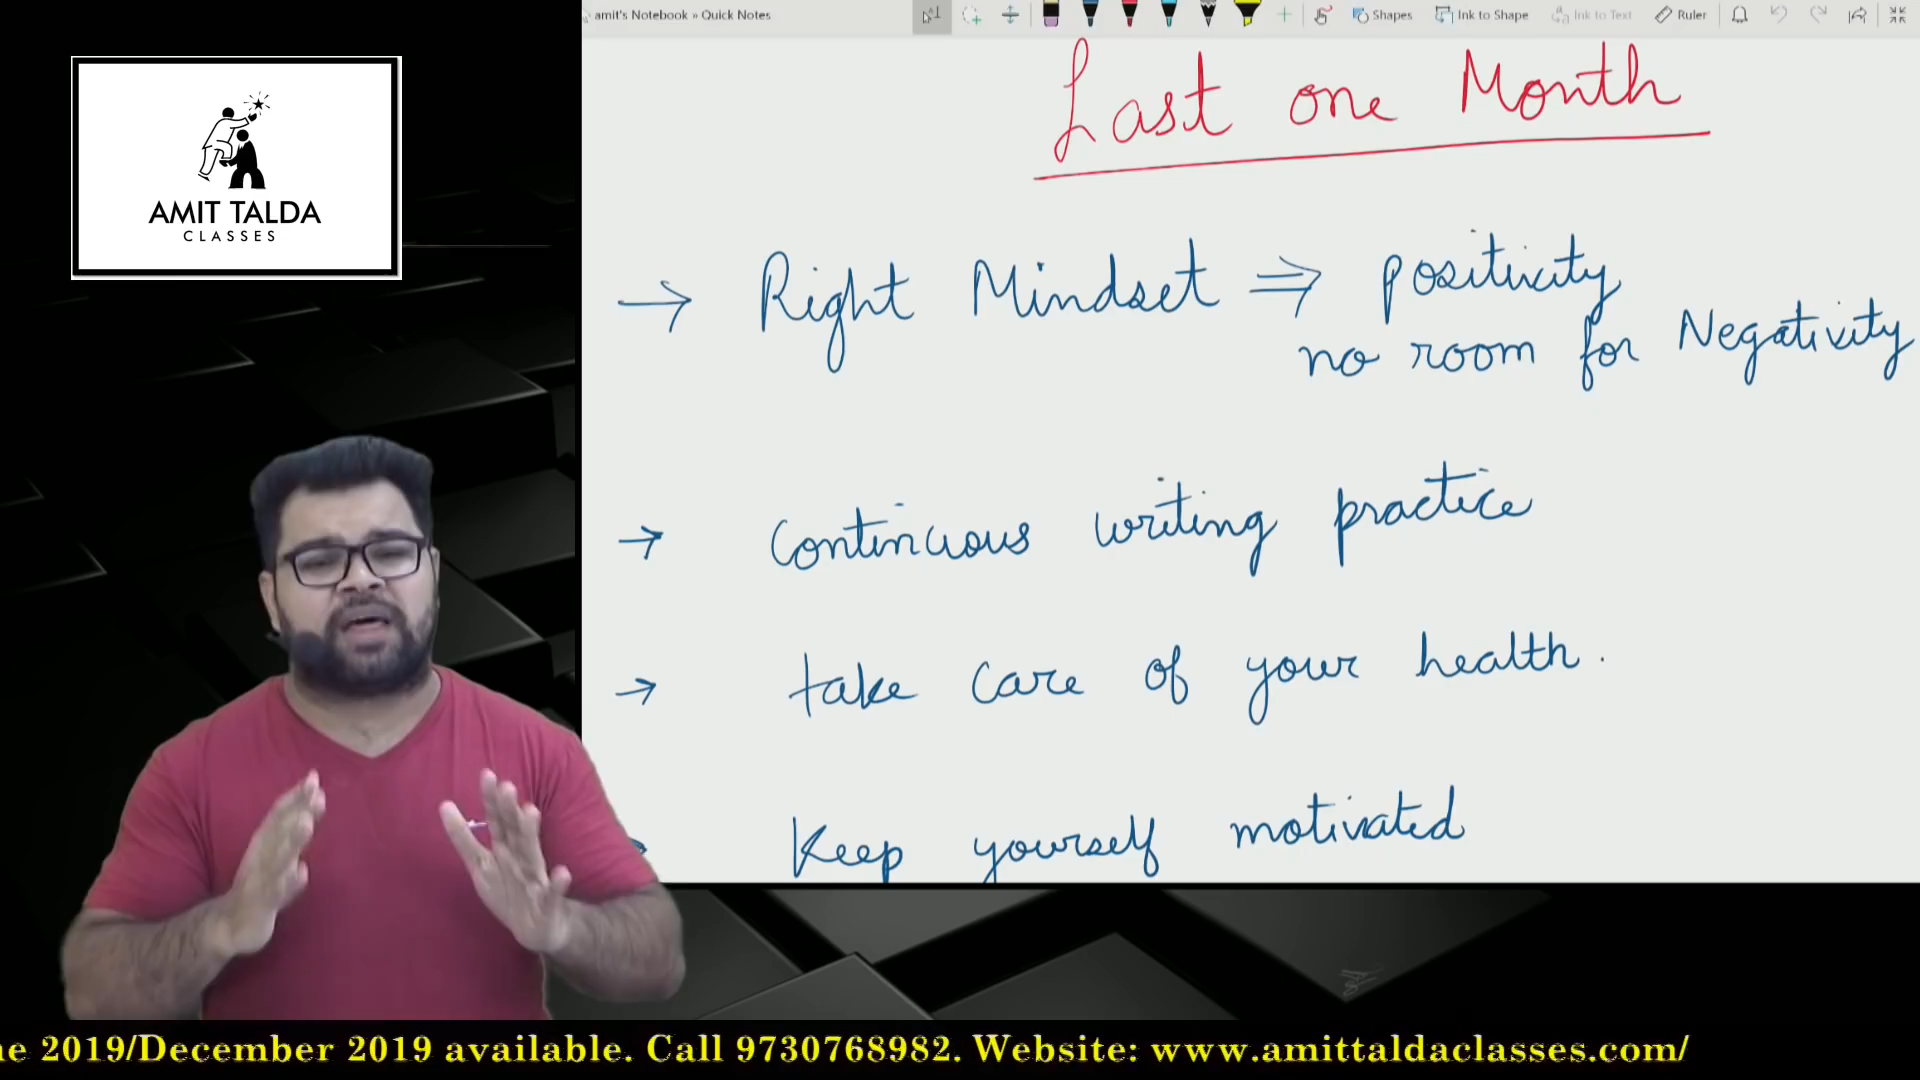 amit's Notebook » Quick Notes
Shapes
Ink to Shape
Ink to Text
Ruler
Last one Month
AMIT TALDA
CLASSES
→ Right Mindset ⇒ positivity
no room for Negativity
→ Continuous writing practice
→ take care of your health.
Keep yourself motivated
ne 2019/December 2019 available. Call 9730768982. Website: www.amittaldaclasses.com/